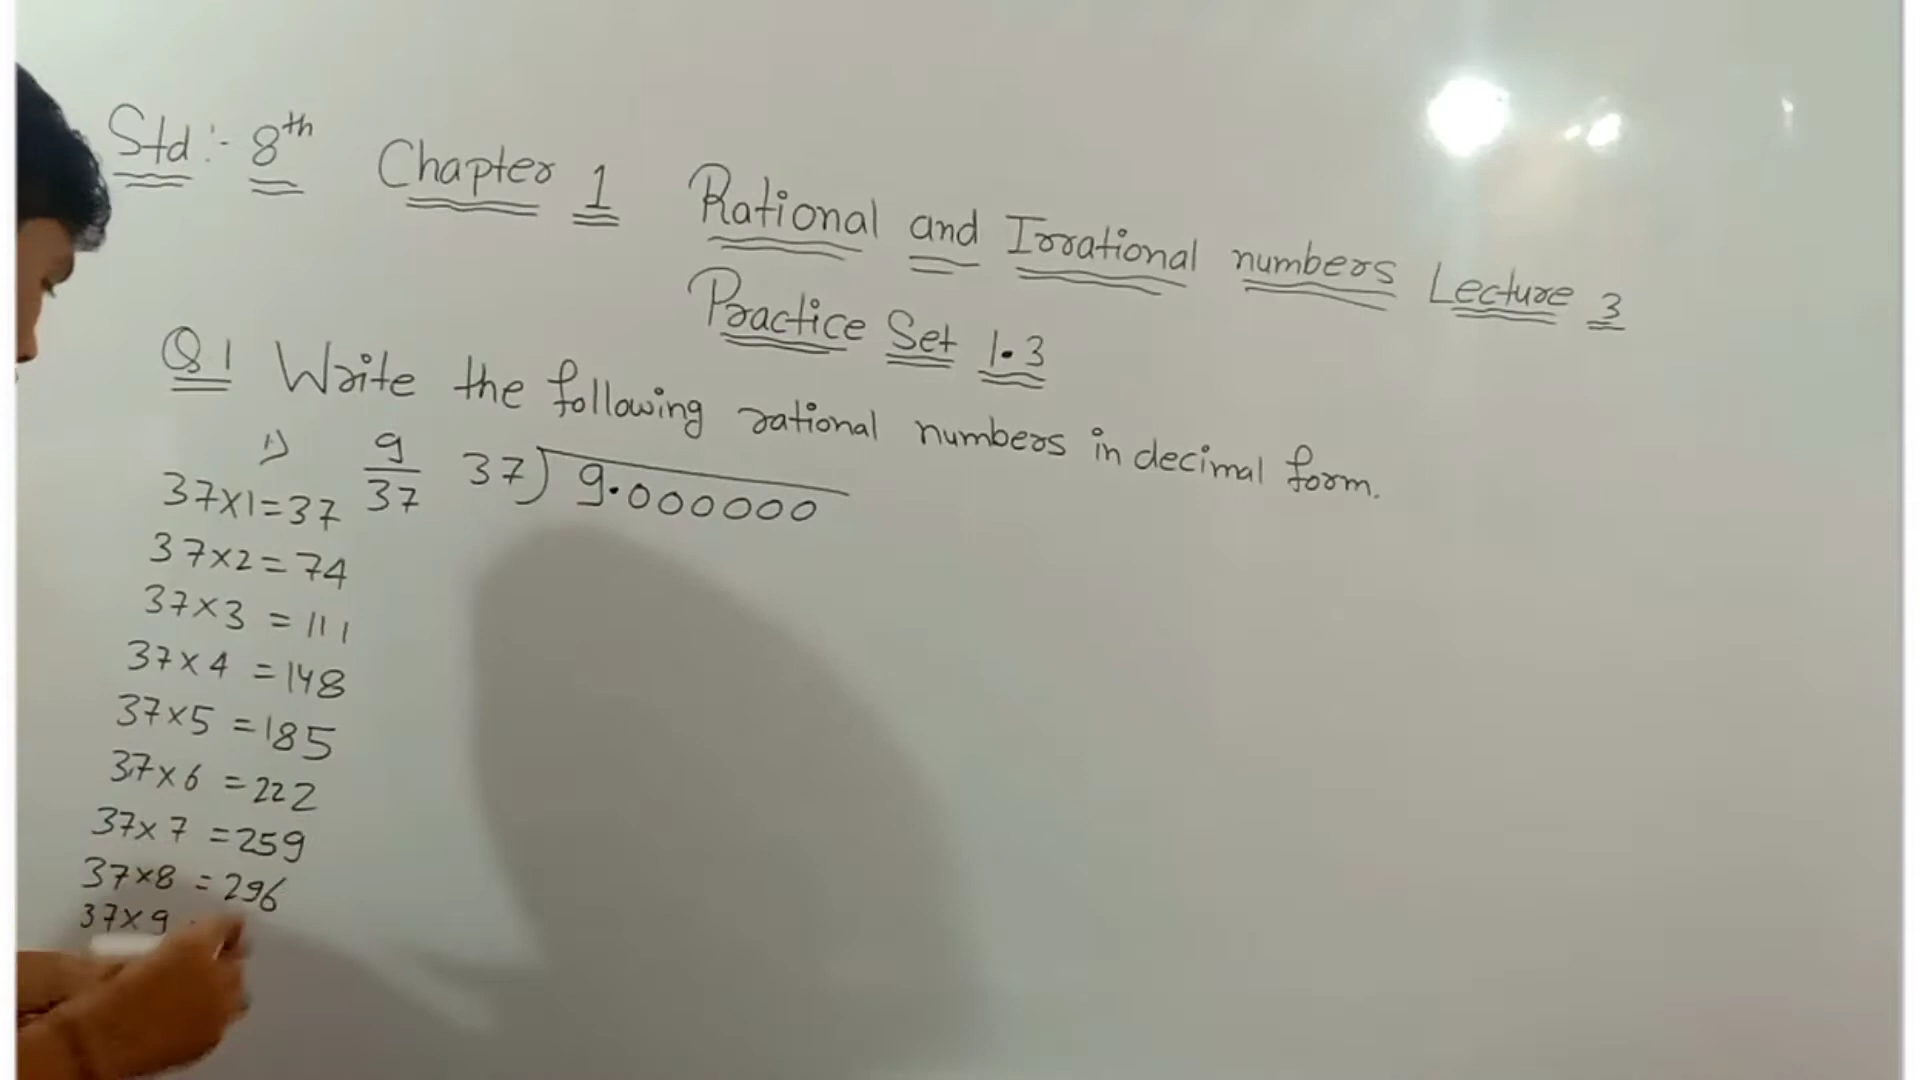 Std :- 8th Chapter 1 Rational and Irrational numbers Lecture 3
Practice Set 1.3
Q1 Write the following rational numbers in decimal form.
1) 9/37 37)9.000000
37×1=37
37×2=74
37×3=111
37×4=148
37×5=185
37×6=222
37×7=259
37×8=296
37×9